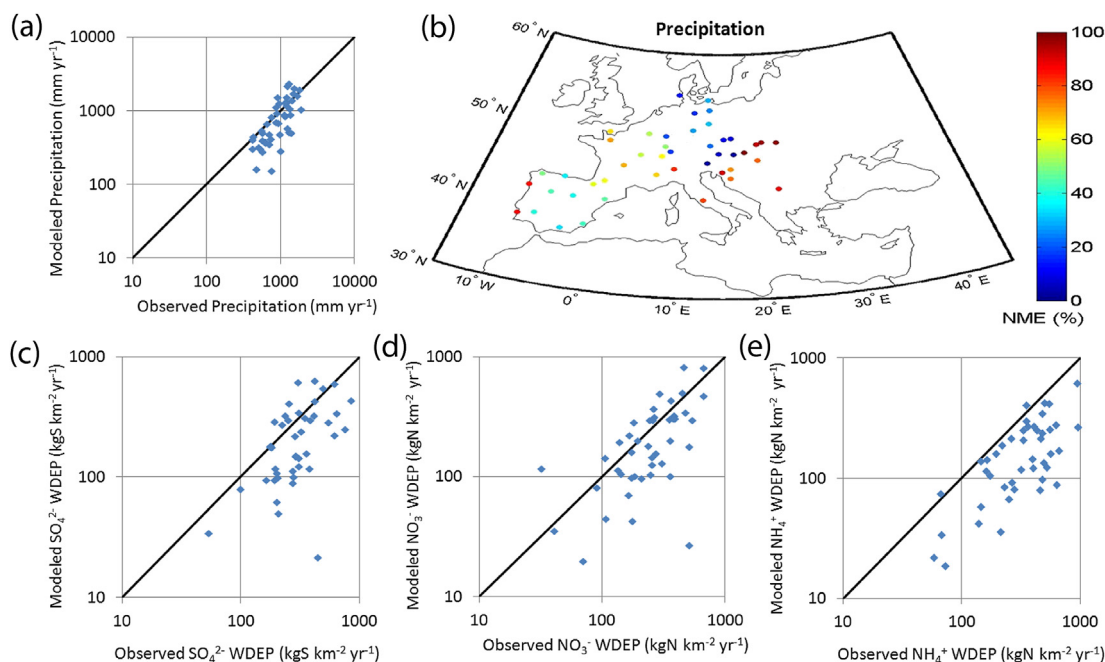 (a)
10000
1000
100
10
Modeled Precipitation (mm yr⁻¹)
10 100 1000 10000
Observed Precipitation (mm yr⁻¹)
(b)
Precipitation
60°N
50°N
40°N
30°N
10°W
0°
10°E
20°E
30°E
40°E
100
80
60
40
20
0
NME (%)
(c)
1000
100
10
Modeled SO₄²⁻ WDEP (kgS km⁻² yr⁻¹)
10 100 1000
Observed SO₄²⁻ WDEP (kgS km⁻² yr⁻¹)
(d)
1000
100
10
Modeled NO₃⁻ WDEP (kgN km⁻² yr⁻¹)
10 100 1000
Observed NO₃⁻ WDEP (kgN km⁻² yr⁻¹)
(e)
1000
100
10
Modeled NH₄⁺ WDEP (kgN km⁻² yr⁻¹)
10 100 1000
Observed NH₄⁺ WDEP (kgN km⁻² yr⁻¹)